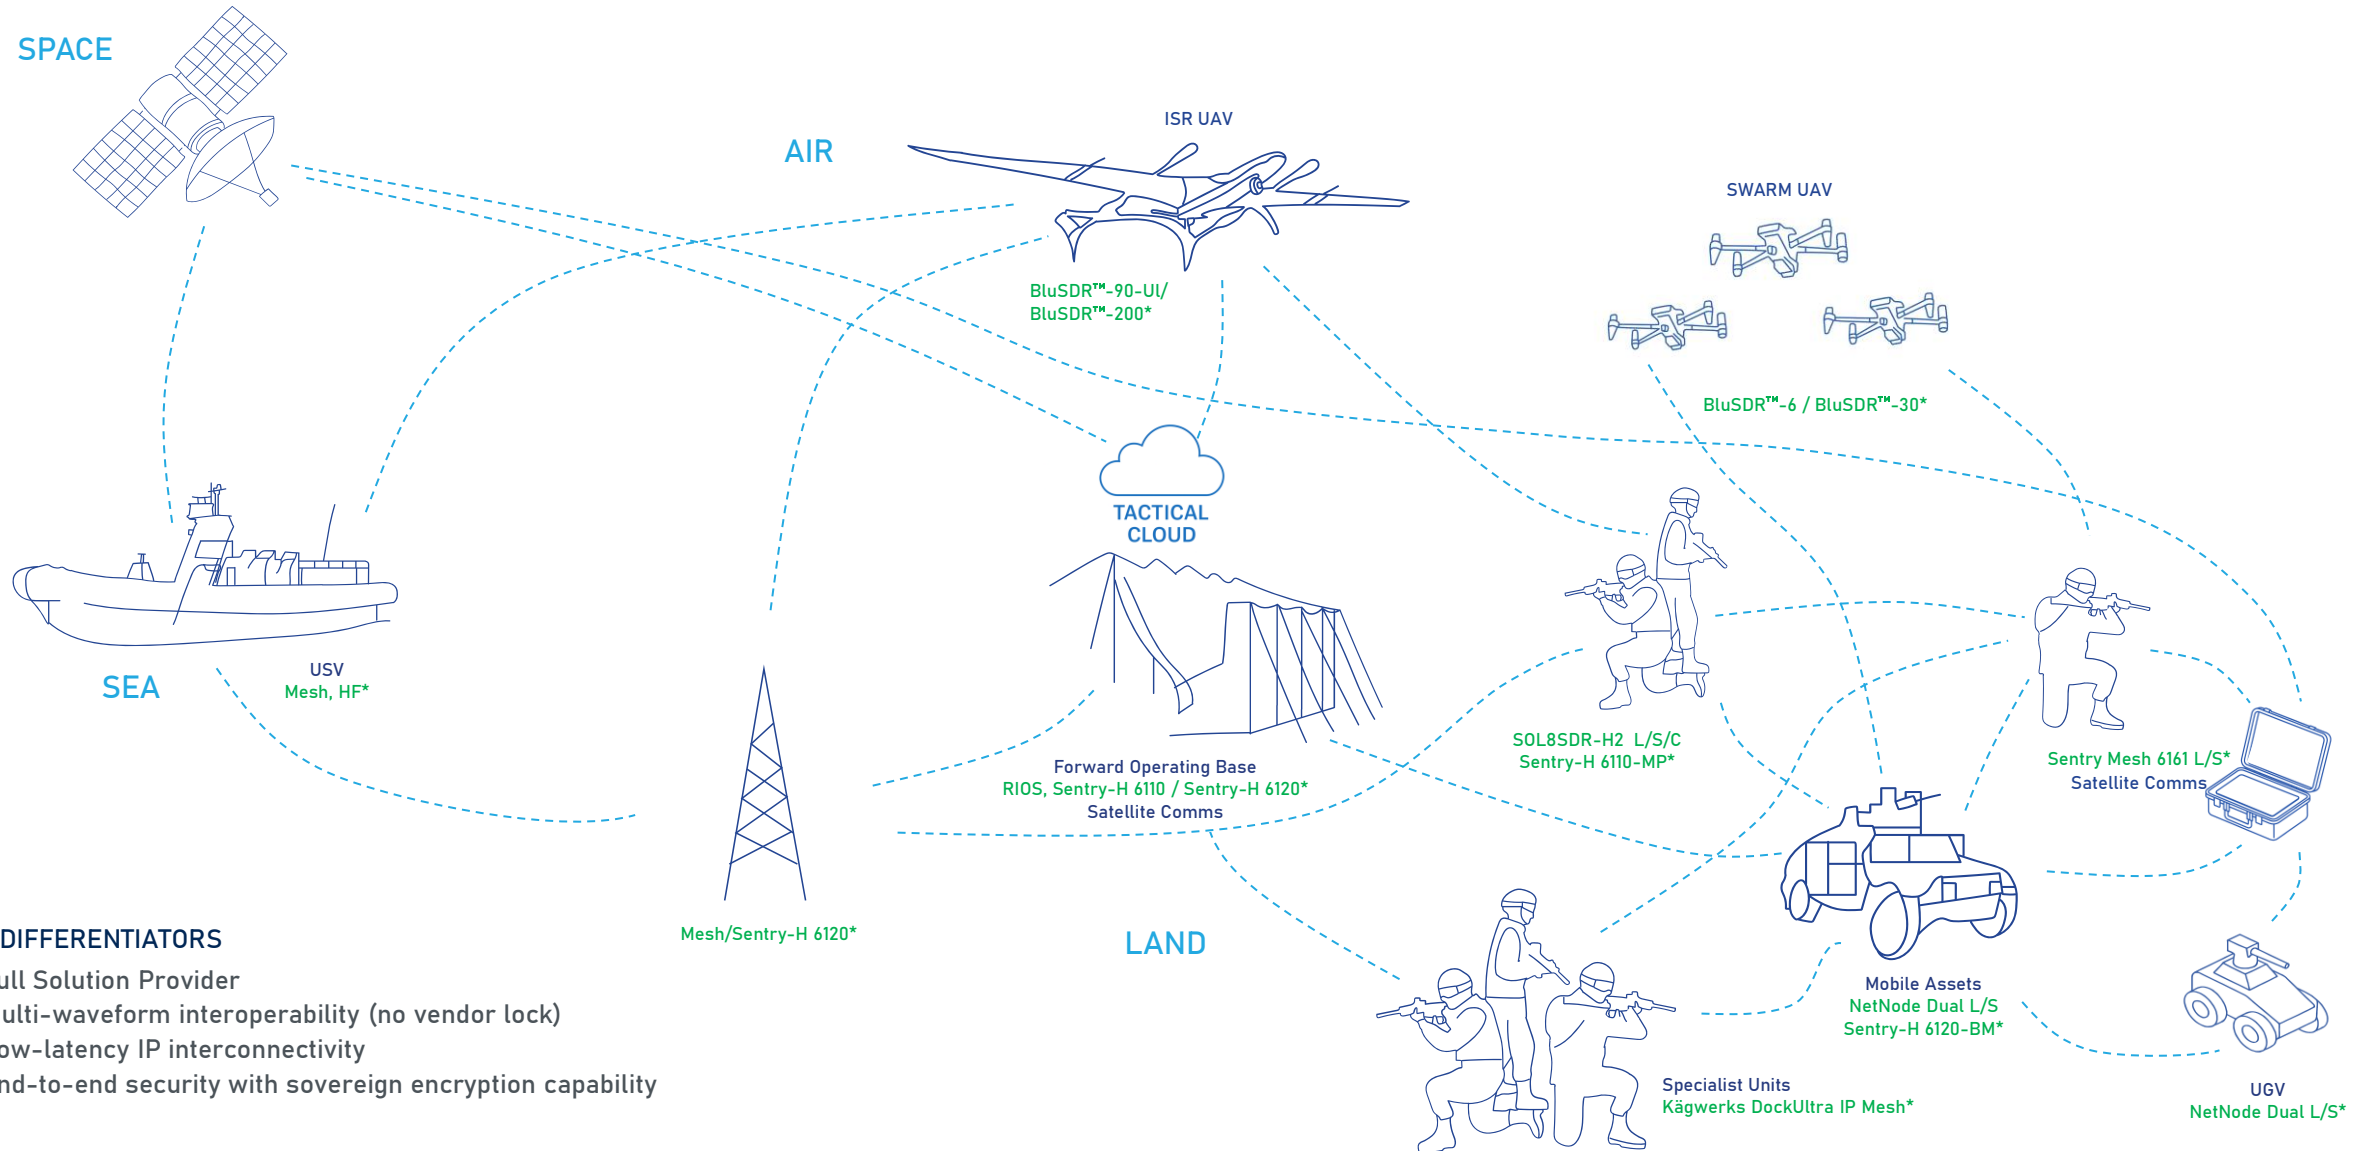 SPACE
AIR
ISR UAV
BluSDR™-90-Ul/
BluSDR™-200*
SWARM UAV
BluSDR™-6 / BluSDR™-30*
TACTICAL
CLOUD
SEA
USV
Mesh, HF*
Forward Operating Base
RIOS, Sentry-H 6110 / Sentry-H 6120*
Satellite Comms
SOL8SDR-H2 L/S/C
Sentry-H 6110-MP*
Sentry Mesh 6161 L/S*
Satellite Comms
Mesh/Sentry-H 6120*
LAND
Mobile Assets
NetNode Dual L/S
Sentry-H 6120-BM*
Specialist Units
Kägwerks DockUltra IP Mesh*
UGV
NetNode Dual L/S*
DIFFERENTIATORS
ull Solution Provider
ulti-waveform interoperability (no vendor lock)
ow-latency IP interconnectivity
nd-to-end security with sovereign encryption capability